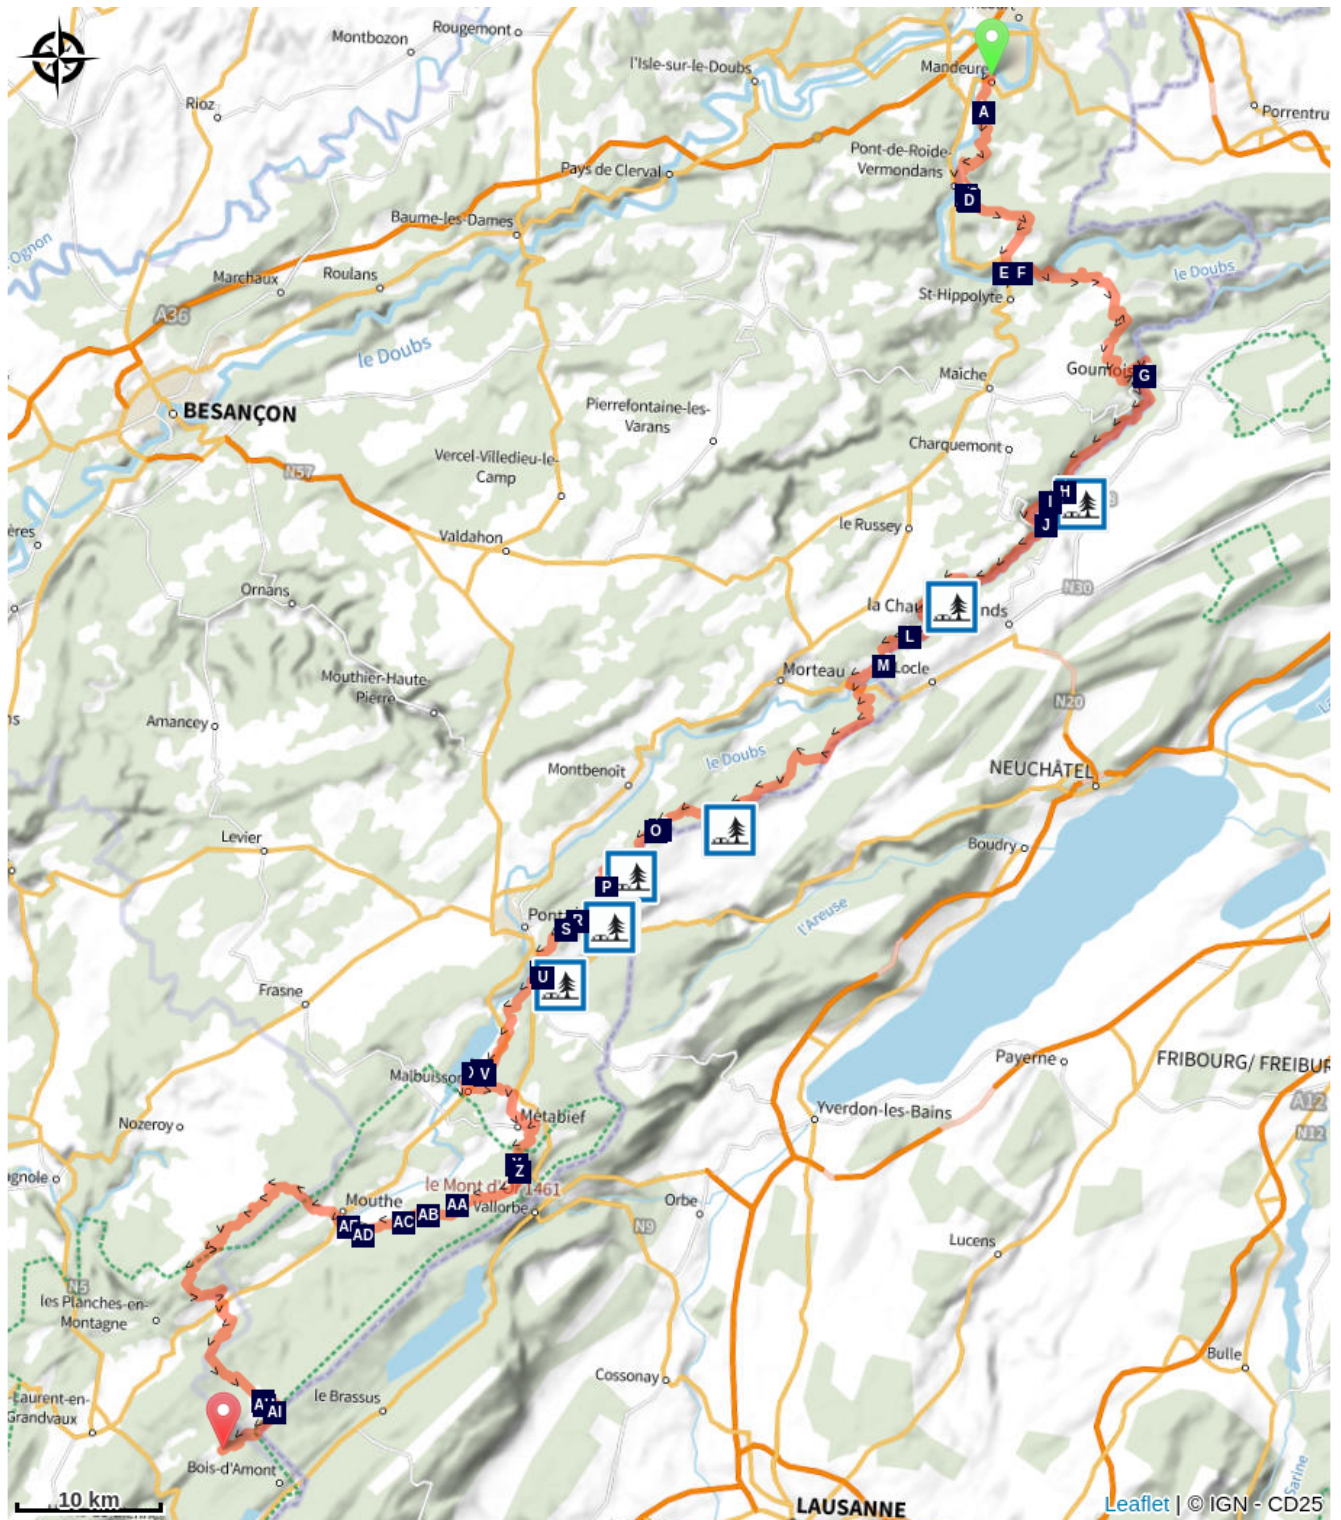 Rougemont
Montbozon
l'Isle-sur-le-Doubs
Mandeure
Rioz
A
Porrentru
Pont-de-Roide-
Vermondans
Pays de Clerval
D
Baume-les-Dames
Ognon
Marchaux
Roulans
E F
le Doubs
St-Hippolyte
A36
le Doubs
Goumois
G
Maîche
BESANÇON
Pierrefontaine-les-
Varans
Charquemont
Vercel-Villedieu-le-
Camp
N57
H
I
J
le Russey
ères
Valdahon
Ornans
N30
la Chau
nds
L
M
Morteau
Locle
Mouthier-Haute-
Pierre
N20
Amancey
ns
le Doubs
Montbenoît
NEUCHÂTEL
O
Levier
Boudry
P
l'Areuse
Pont
R
S
U
Frasne
Payerne
FRIBOURG/ FREIBUR
Malbuisson
V
A12
Yverdon-les-Bains
Métabief
Nozeroy
N12
Z
agnole
le Mont d'Or 1461
Mouthe
AA
Vallorbe
Orbe
AB
AC
AD
N9
Lucens
N5
les Planches-en-
Montagne
Bulle
Cossonay
-Laurent-en-
Grandvaux
le Brassus
AI
Bois-d'Amont
Sarine
10 km
LAUSANNE
Leaflet | © IGN - CD25